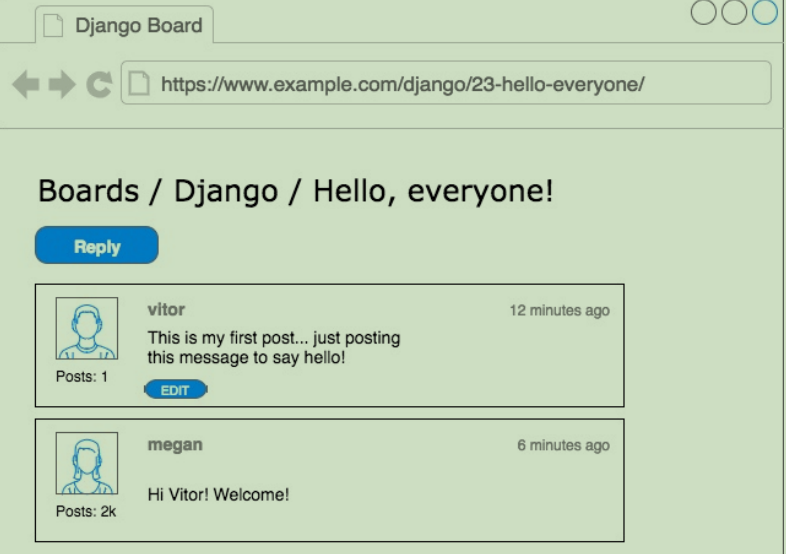 Django Board
https://www.example.com/django/23-hello-everyone/
Boards / Django / Hello, everyone!
Reply
vitor
12 minutes ago
This is my first post... just posting
this message to say hello!
Posts: 1
EDIT
megan
6 minutes ago
Hi Vitor! Welcome!
Posts: 2k